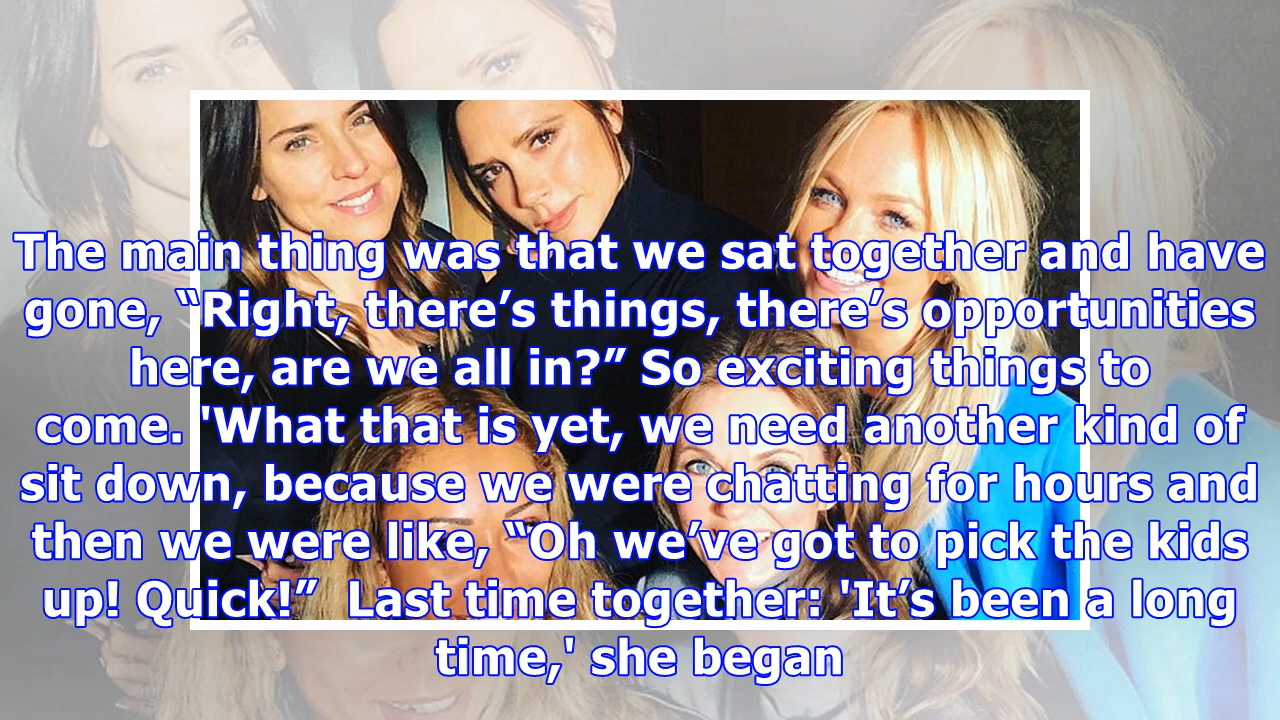 The main thing was that we sat together and have
gone, “Right, there’s things, there’s opportunities
here, are we all in?” So exciting things to
come. 'What that is yet, we need another kind of
sit down, because we were chatting for hours and
then we were like, “Oh we’ve got to pick the kids
up! Quick!”  Last time together: 'It’s been a long
time,' she began